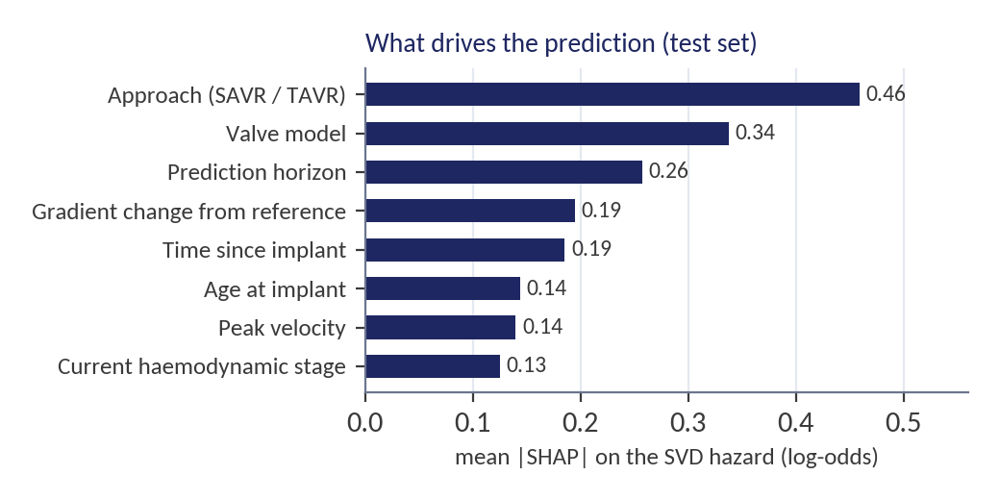 What drives the prediction (test set)
Approach (SAVR / TAVR) 0.46
Valve model 0.34
Prediction horizon 0.26
Gradient change from reference 0.19
Time since implant 0.19
Age at implant 0.14
Peak velocity 0.14
Current haemodynamic stage 0.13
0.0 0.1 0.2 0.3 0.4 0.5
mean |SHAP| on the SVD hazard (log-odds)